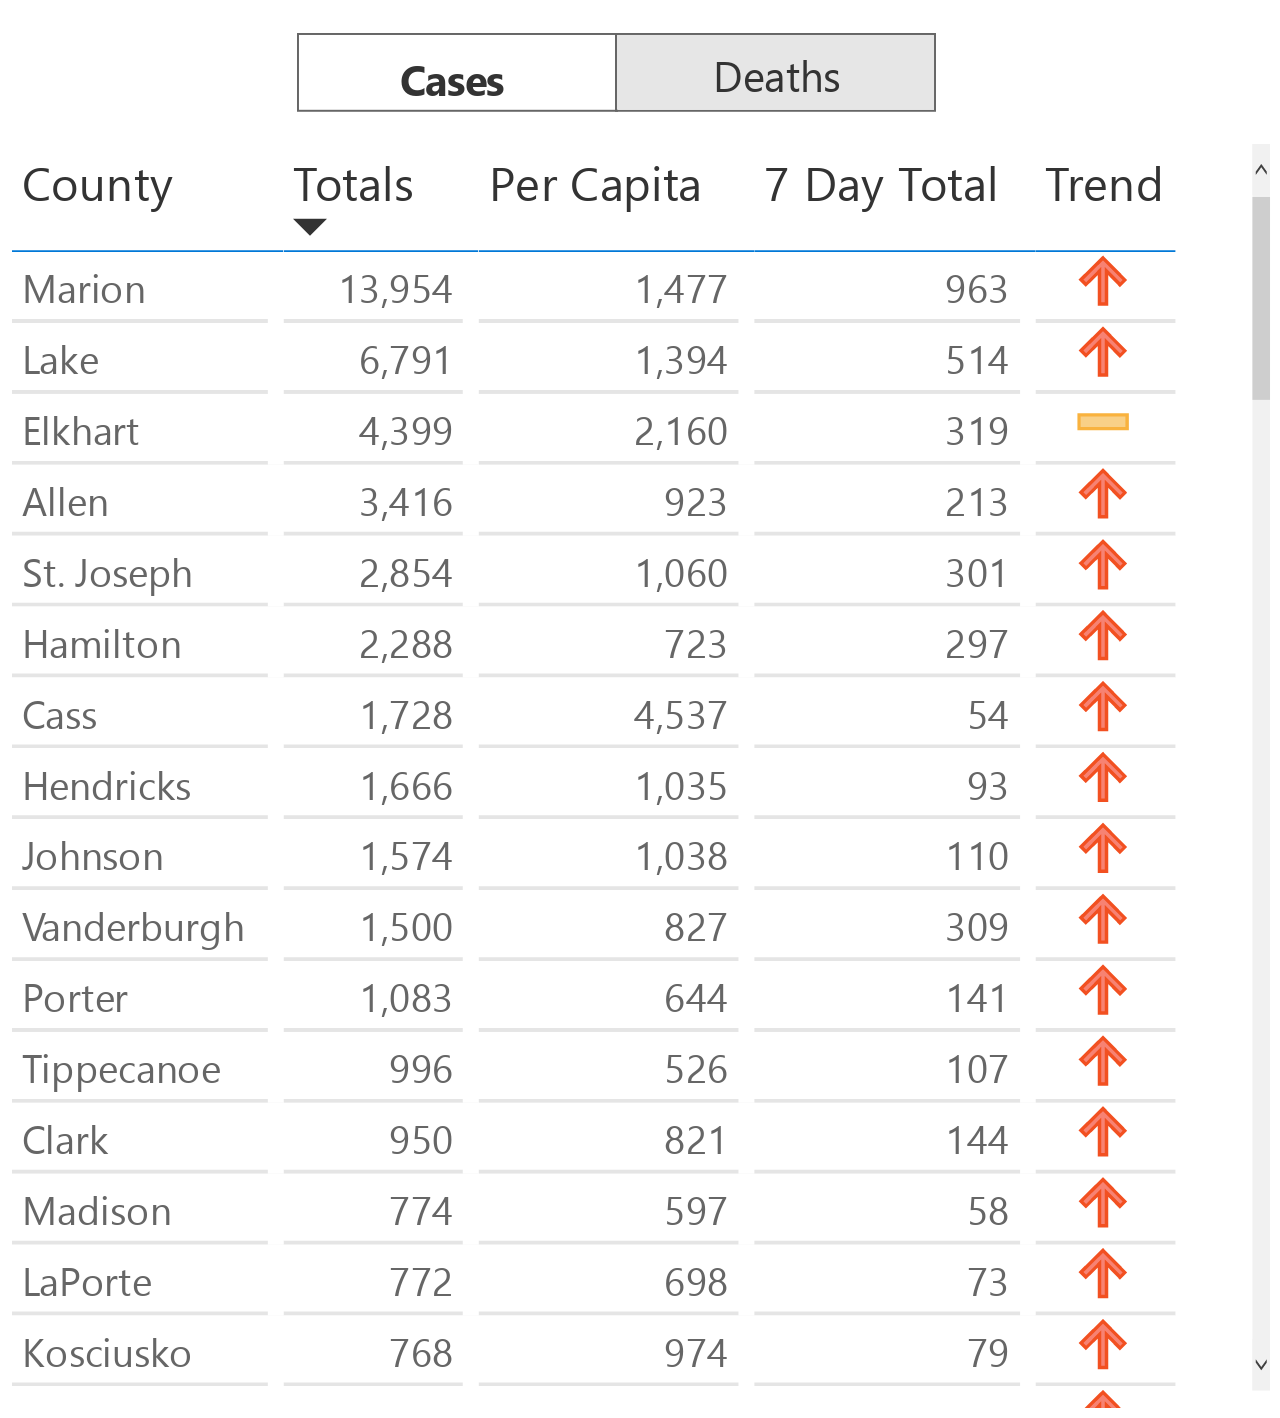 Cases Deaths
County Totals Per Capita 7 Day Total Trend
Marion 13,954 1,477 963
Lake 6,791 1,394 514
Elkhart 4,399 2,160 319
Allen 3,416 923 213
St. Joseph 2,854 1,060 301
Hamilton 2,288 723 297
Cass 1,728 4,537 54
Hendricks 1,666 1,035 93
Johnson 1,574 1,038 110
Vanderburgh 1,500 827 309
Porter 1,083 644 141
Tippecanoe 996 526 107
Clark 950 821 144
Madison 774 597 58
LaPorte 772 698 73
Kosciusko 768 974 79